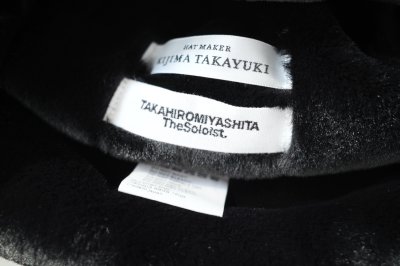 HAT MAKER
KIJIMA TAKAYUKI
TAKAHIROMIYASHITA
TheSoloist.